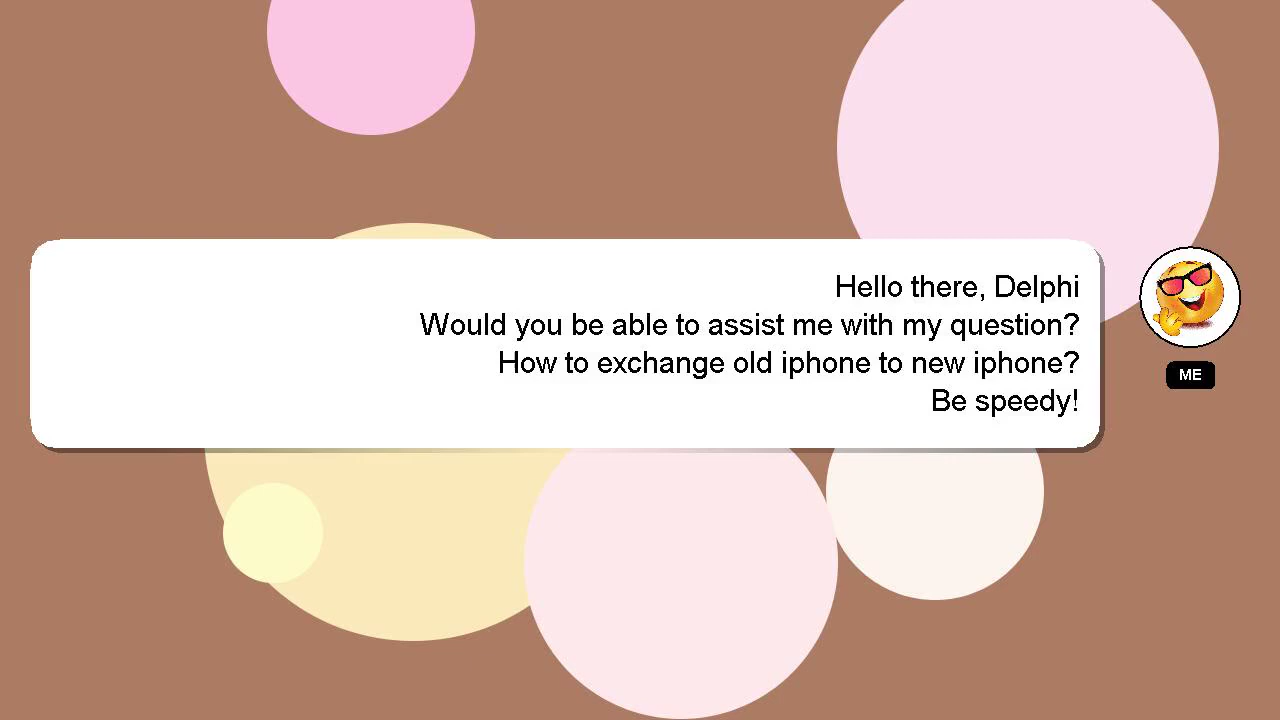 Hello there, Delphi
Would you be able to assist me with my question?
How to exchange old iphone to new iphone?
Be speedy!
ME